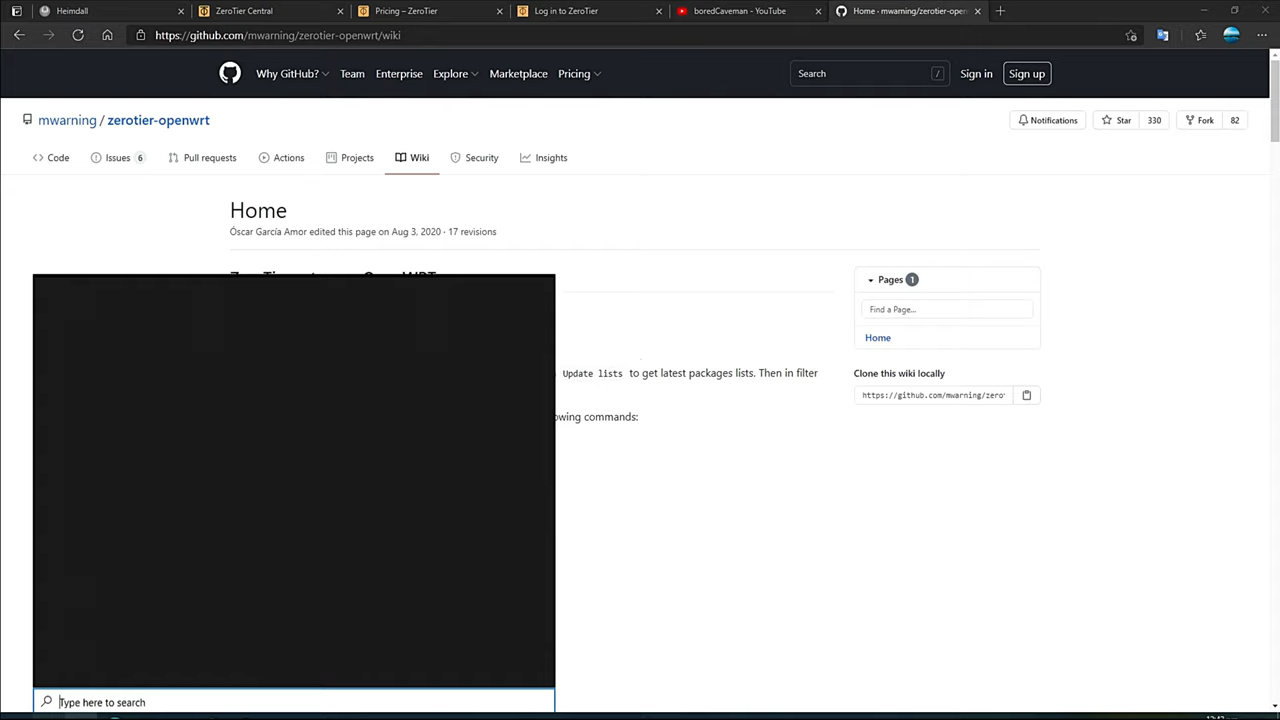 Heimdall
ZeroTier Central
Pricing – ZeroTier
Log in to ZeroTier
boredCaveman - YouTube
Home · mwarning/zerotier-open
https://github.com/mwarning/zerotier-openwrt/wiki
Why GitHub?
Team
Enterprise
Explore
Marketplace
Pricing
Search
/
Sign in
Sign up
mwarning / zerotier-openwrt
Notifications
Star
330
Fork
82
Code
Issues 6
Pull requests
Actions
Projects
Wiki
Security
Insights
Home
Óscar García Amor edited this page on Aug 3, 2020 · 17 revisions
Update lists to get latest packages lists. Then in filter
owing commands:
Pages 1
Find a Page...
Home
Clone this wiki locally
https://github.com/mwarning/zero
Type here to search